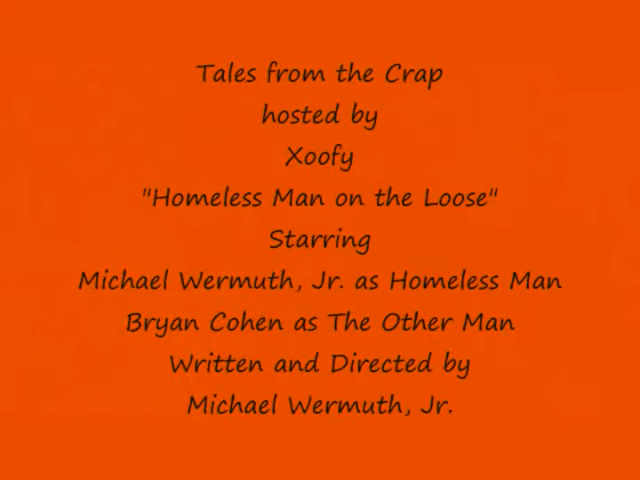 Tales from the Crap
hosted by
Xoofy
"Homeless Man on the Loose"
Starring
Michael Wermuth, Jr. as Homeless Man
Bryan Cohen as The Other Man
Written and Directed by
Michael Wermuth, Jr.